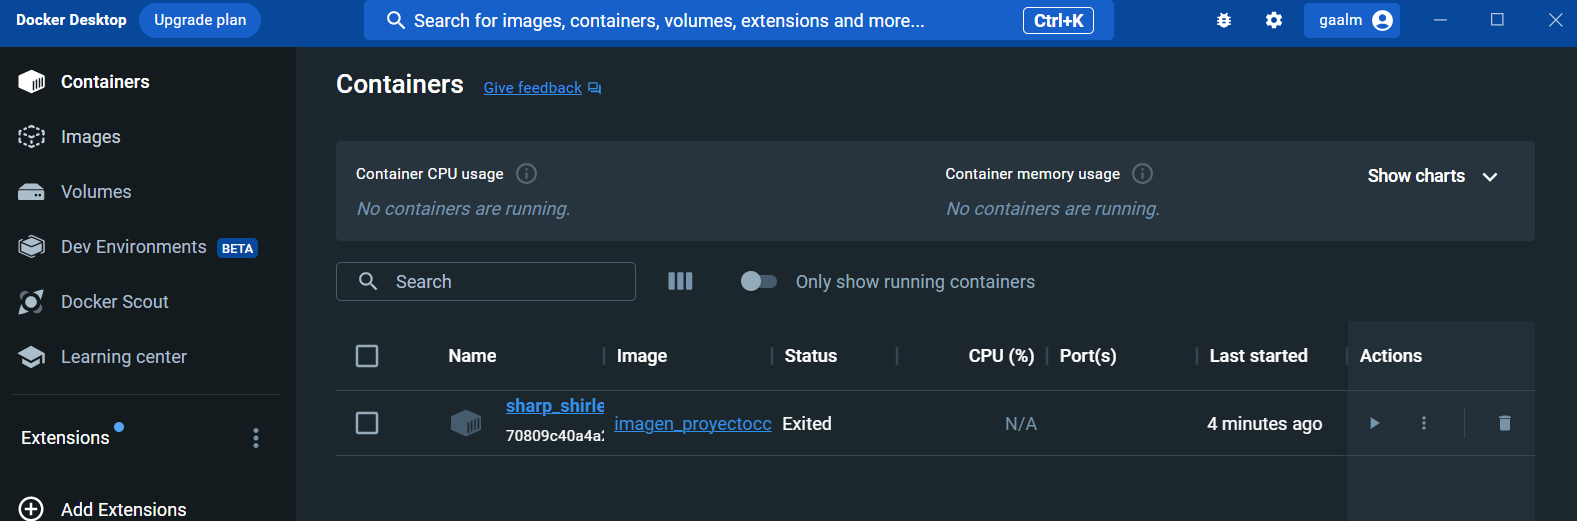 Docker Desktop Upgrade plan Search for images, containers, volumes, extensions and more... Ctrl+K gaalm
Containers
Images
Volumes
Dev Environments BETA
Docker Scout
Learning center
Extensions
Add Extensions
Containers Give feedback
Container CPU usage Container memory usage Show charts
No containers are running. No containers are running.
Search Only show running containers
Name Image Status CPU (%) Port(s) Last started Actions
sharp_shirle
70809c40a4a2 imagen_proyectocc Exited N/A 4 minutes ago